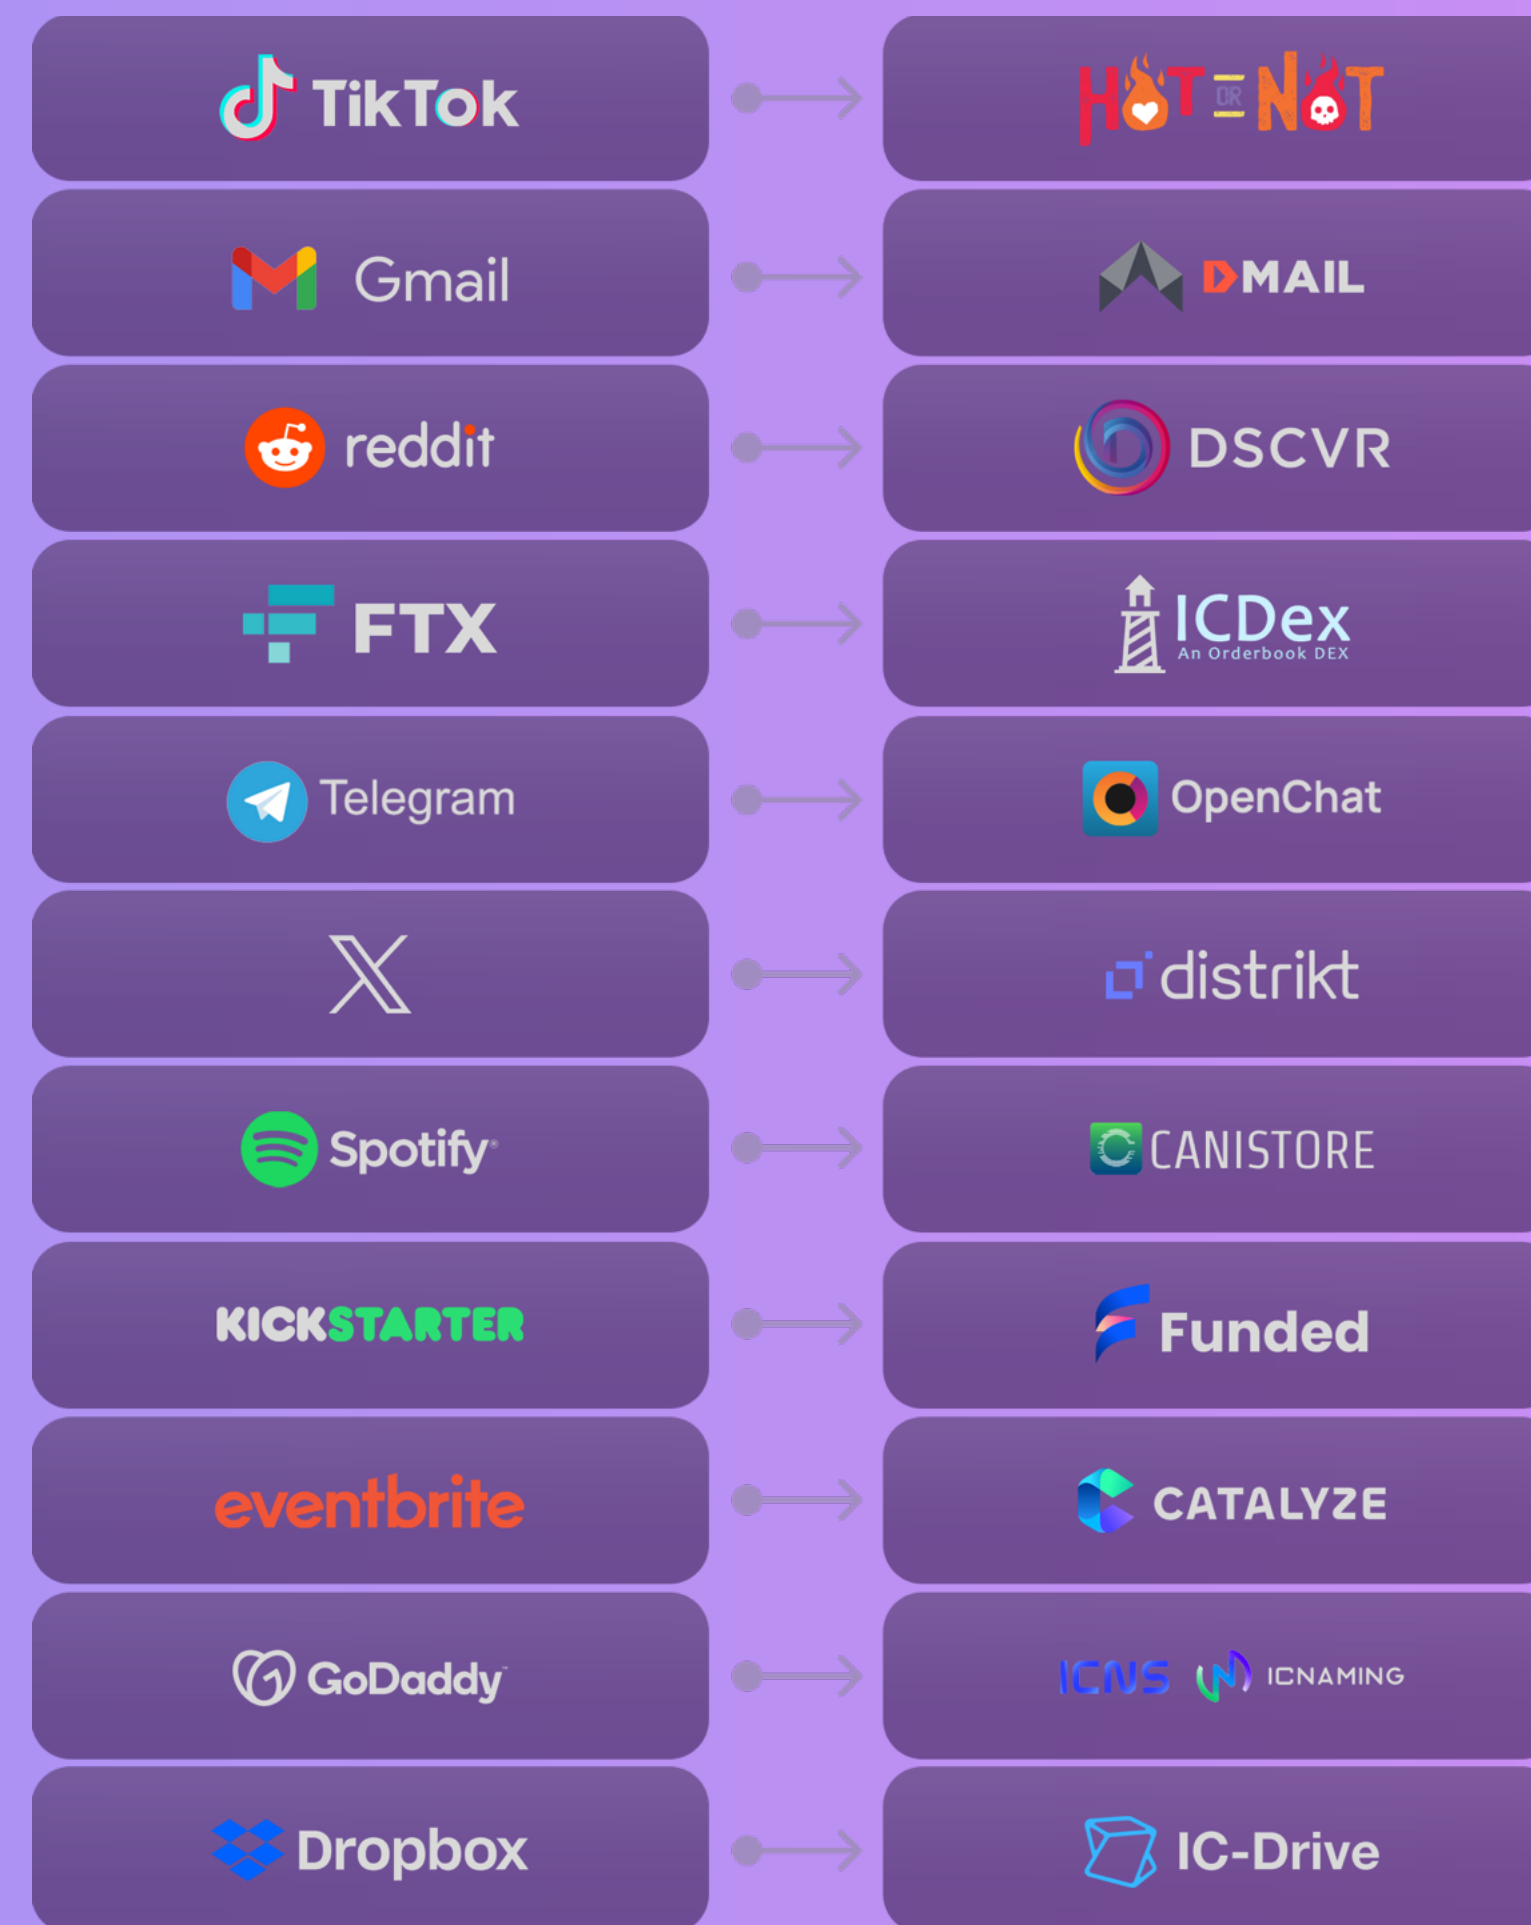 TikTok
HOT OR NOT
Gmail
DMAIL
reddit
DSCVR
FTX
ICDex
An Orderbook DEX
Telegram
OpenChat
X
distrikt
Spotify®
CANISTORE
KICKSTARTER
Funded
eventbrite
CATALYZE
GoDaddy™
ICNS ICNAMING
Dropbox
IC-Drive